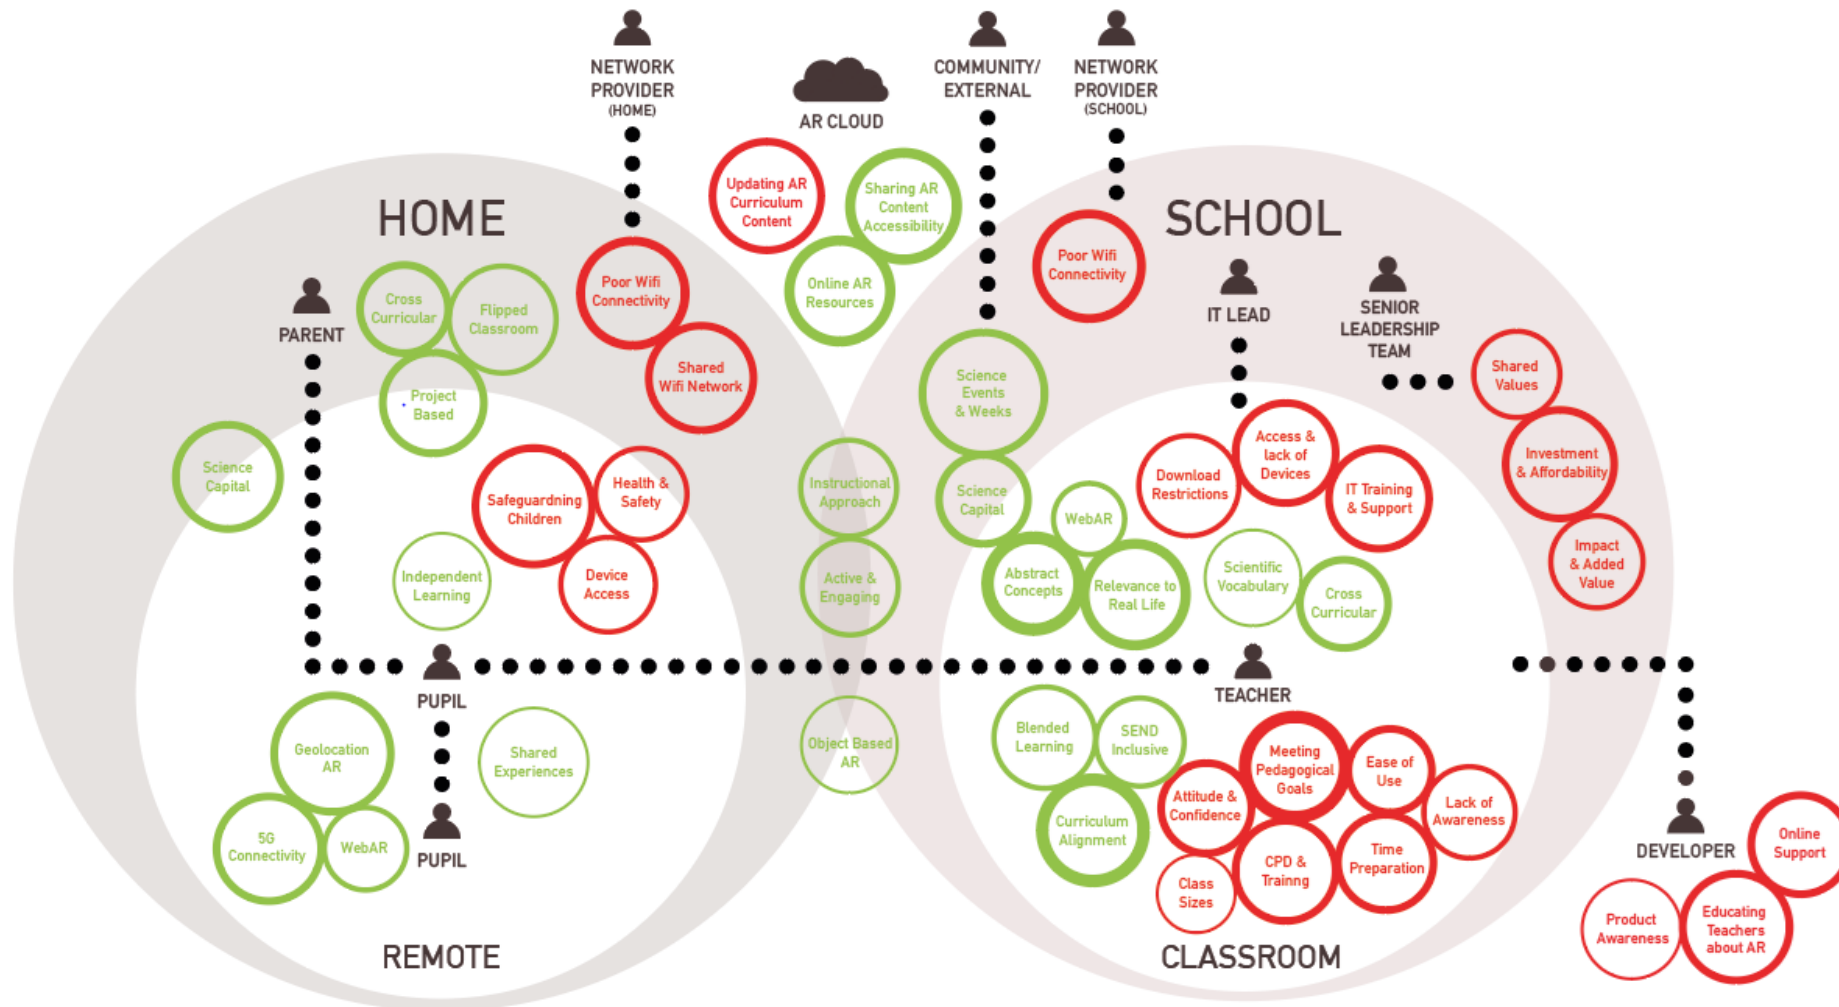 NETWORK
PROVIDER
(HOME)
AR CLOUD
COMMUNITY/
EXTERNAL
NETWORK
PROVIDER
(SCHOOL)
Updating AR
Curriculum
Content
Sharing AR
Content
Accessibility
Online AR
Resources
HOME
PARENT
Cross
Curricular
Flipped
Classroom
Project
Based
Poor Wifi
Connectivity
Shared
Wifi Network
Science
Capital
Safeguardning
Children
Health &
Safety
Device
Access
Independent
Learning
PUPIL
Geolocation
AR
5G
Connectivity
WebAR
Shared
Experiences
PUPIL
REMOTE
Instructional
Approach
Active &
Engaging
Object Based
AR
SCHOOL
Poor Wifi
Connectivity
IT LEAD
SENIOR
LEADERSHIP
TEAM
Shared
Values
Investment
& Affordability
Impact
& Added
Value
Science
Events
& Weeks
Science
Capital
WebAR
Abstract
Concepts
Relevance to
Real Life
Download
Restrictions
Access &
lack of
Devices
IT Training
& Support
Scientific
Vocabulary
Cross
Curricular
TEACHER
Blended
Learning
SEND
Inclusive
Curriculum
Alignment
Attitude &
Confidence
Meeting
Pedagogical
Goals
Ease of
Use
Lack of
Awareness
Class
Sizes
CPD &
Trainng
Time
Preparation
CLASSROOM
DEVELOPER
Online
Support
Product
Awareness
Educating
Teachers
about AR